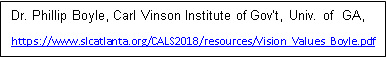 Dr. Phillip Boyle, Carl Vinson Institute of Gov't, Univ. of GA,
https://www.slcatlanta.org/CALS2018/resources/Vision_Values_Boyle.pdf